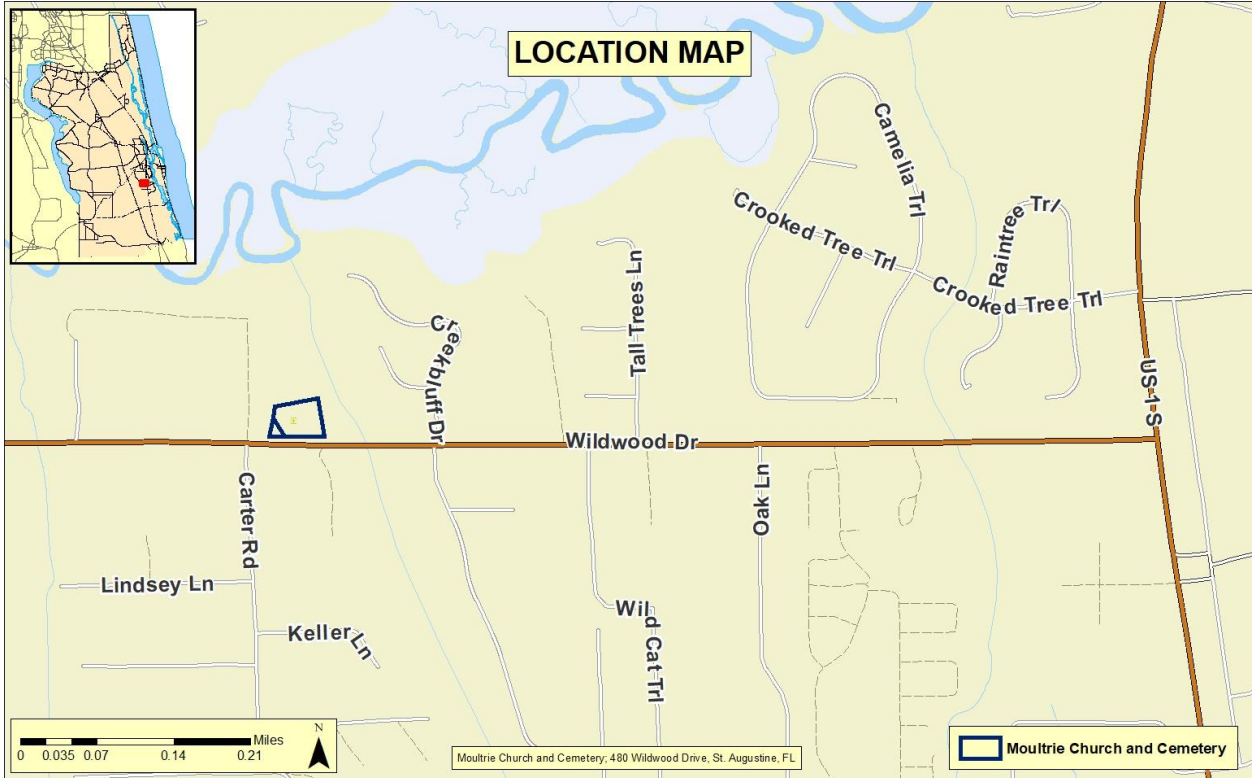 LOCATION MAP
Camelia Trl
Crooked Tree Trl
Raintree Trl
Crooked Tree Trl
Tall Trees Ln
Creekbluff Dr
US 1 S
Wildwood Dr
Carter Rd
Oak Ln
Lindsey Ln
Keller Ln
Wild Cat Trl
N
Miles
0 0.035 0.07 0.14 0.21
Moultrie Church and Cemetery; 480 Wildwood Drive, St. Augustine, FL
Moultrie Church and Cemetery